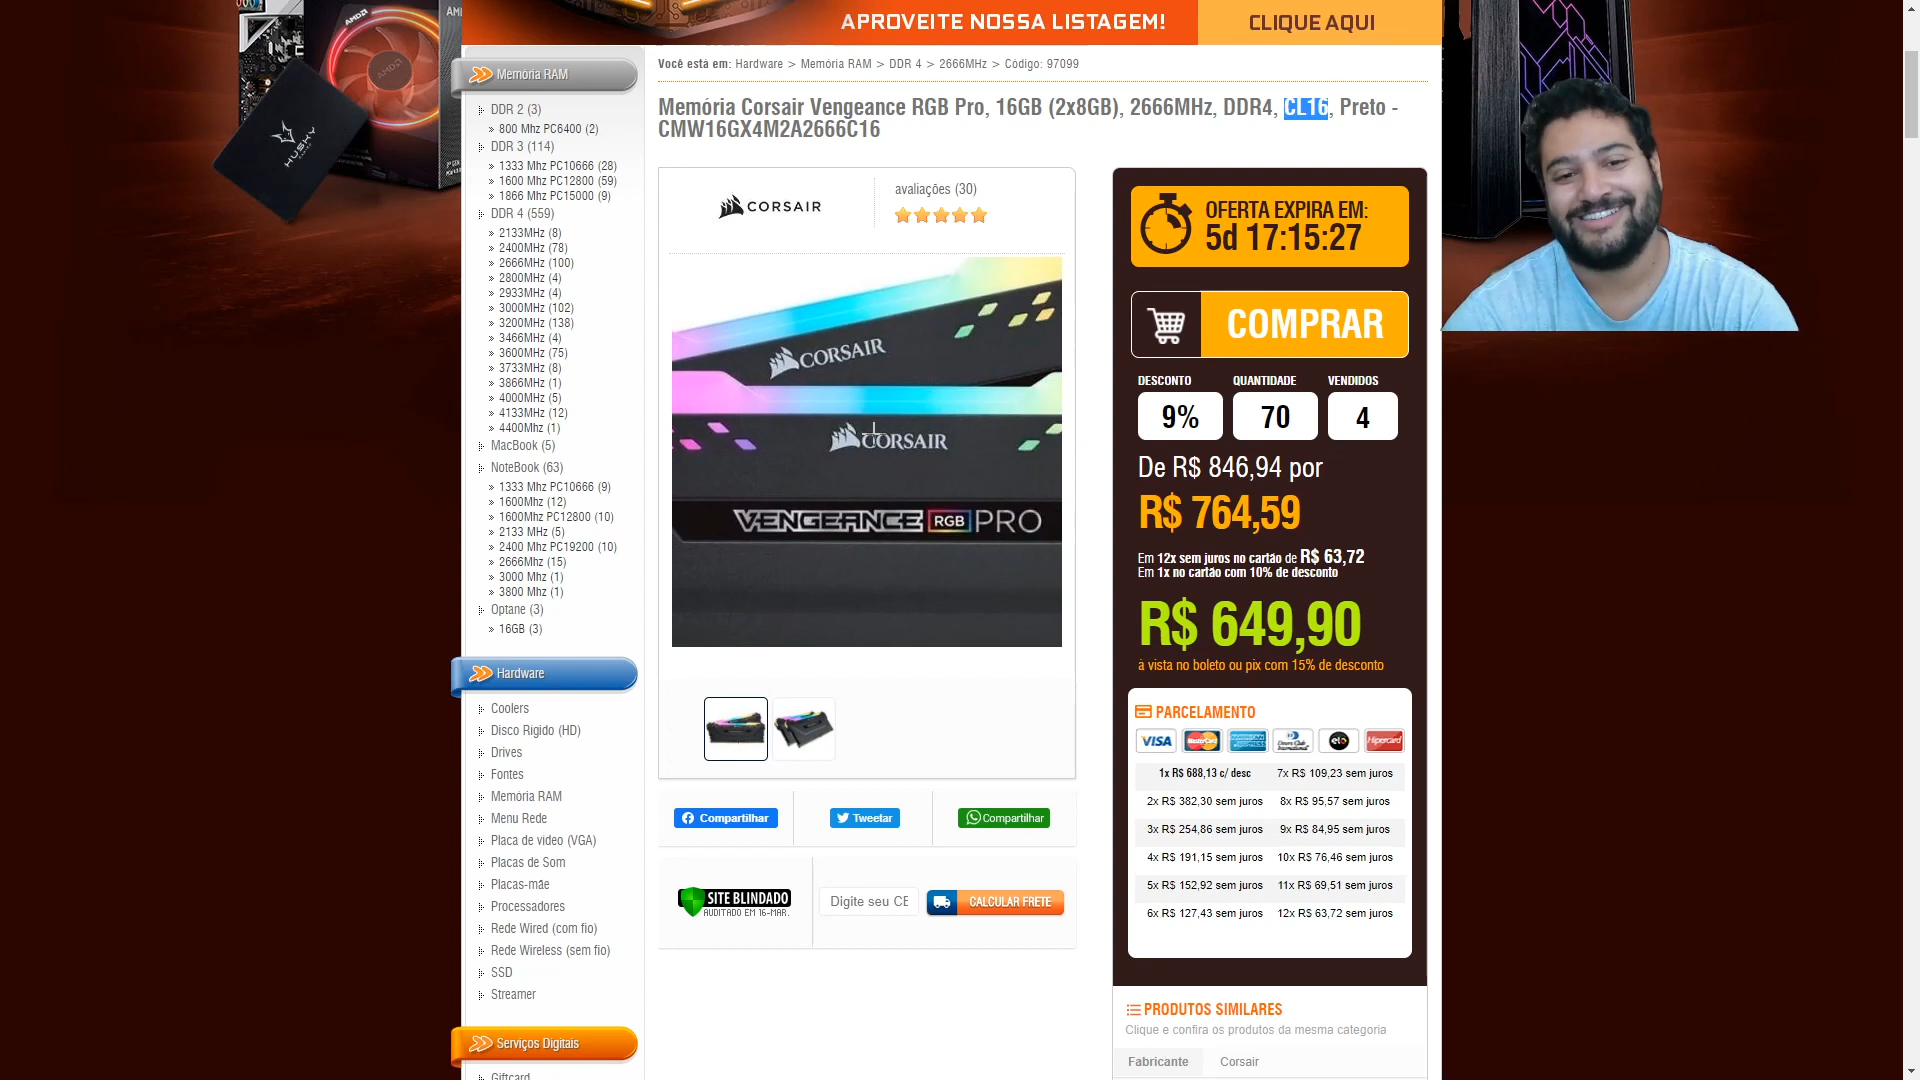 APROVEITE NOSSA LISTAGEM!
CLIQUE AQUI
AMD
HUSKY
Memória RAM
DDR 2 (3)
» 800 Mhz PC6400 (2)
DDR 3 (114)
» 1333 Mhz PC10666 (28)
» 1600 Mhz PC12800 (59)
» 1866 Mhz PC15000 (9)
DDR 4 (559)
» 2133MHz (8)
» 2400MHz (78)
» 2666MHz (100)
» 2800MHz (4)
» 2933MHz (4)
» 3000MHz (102)
» 3200MHz (138)
» 3466MHz (4)
» 3600MHz (75)
» 3733MHz (8)
» 3866MHz (1)
» 4000MHz (5)
» 4133MHz (12)
» 4400Mhz (1)
MacBook (5)
NoteBook (63)
» 1333 Mhz PC10666 (9)
» 1600Mhz (12)
» 1600Mhz PC12800 (10)
» 2133 MHz (5)
» 2400 Mhz PC19200 (10)
» 2666Mhz (15)
» 3000 Mhz (1)
» 3800 Mhz (1)
Optane (3)
» 16GB (3)
Hardware
Coolers
Disco Rigido (HD)
Drives
Fontes
Memória RAM
Menu Rede
Placa de video (VGA)
Placas de Som
Placas-mãe
Processadores
Rede Wired (com fio)
Rede Wireless (sem fio)
SSD
Streamer
Serviços Digitais
Giftcard
Você está em: Hardware > Memória RAM > DDR 4 > 2666MHz > Código: 97099
Memória Corsair Vengeance RGB Pro, 16GB (2x8GB), 2666MHz, DDR4, CL16, Preto -
CMW16GX4M2A2666C16
CORSAIR
avaliações (30)
CORSAIR
CORSAIR
VENGEANCE RGB PRO
Compartilhar
Tweetar
Compartilhar
SITE BLINDADO
AUDITADO EM 16-MAR.
Digite seu CE
CALCULAR FRETE
OFERTA EXPIRA EM:
5d 17:15:27
COMPRAR
DESCONTO QUANTIDADE VENDIDOS
9% 70 4
De R$ 846,94 por
R$ 764,59
Em 12x sem juros no cartão de R$ 63,72
Em 1x no cartão com 10% de desconto
R$ 649,90
à vista no boleto ou pix com 15% de desconto
PARCELAMENTO
VISA MasterCard Diners Club International elo Hipercard
1x R$ 688,13 c/ desc 7x R$ 109,23 sem juros
2x R$ 382,30 sem juros 8x R$ 95,57 sem juros
3x R$ 254,86 sem juros 9x R$ 84,95 sem juros
4x R$ 191,15 sem juros 10x R$ 76,46 sem juros
5x R$ 152,92 sem juros 11x R$ 69,51 sem juros
6x R$ 127,43 sem juros 12x R$ 63,72 sem juros
PRODUTOS SIMILARES
Clique e confira os produtos da mesma categoria
Fabricante Corsair